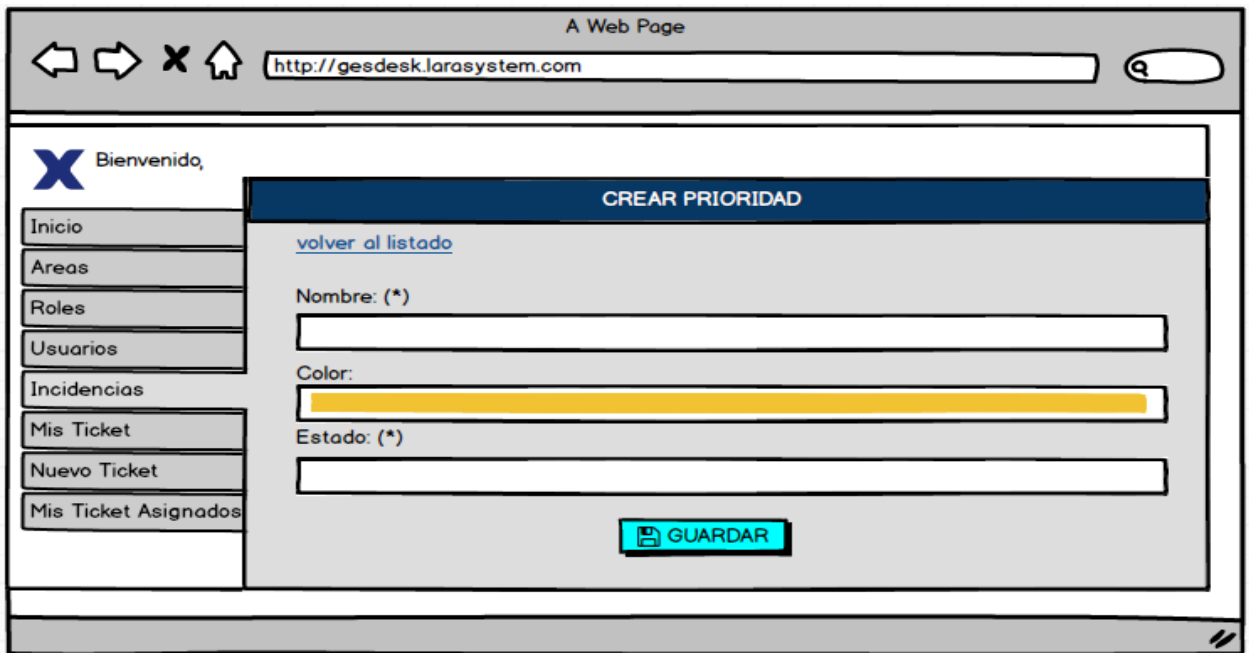 A Web Page
http://gesdesk.larasystem.com
Bienvenido,
CREAR PRIORIDAD
Inicio
Areas
Roles
Usuarios
Incidencias
Mis Ticket
Nuevo Ticket
Mis Ticket Asignados
volver al listado
Nombre: (*)
Color:
Estado: (*)
GUARDAR